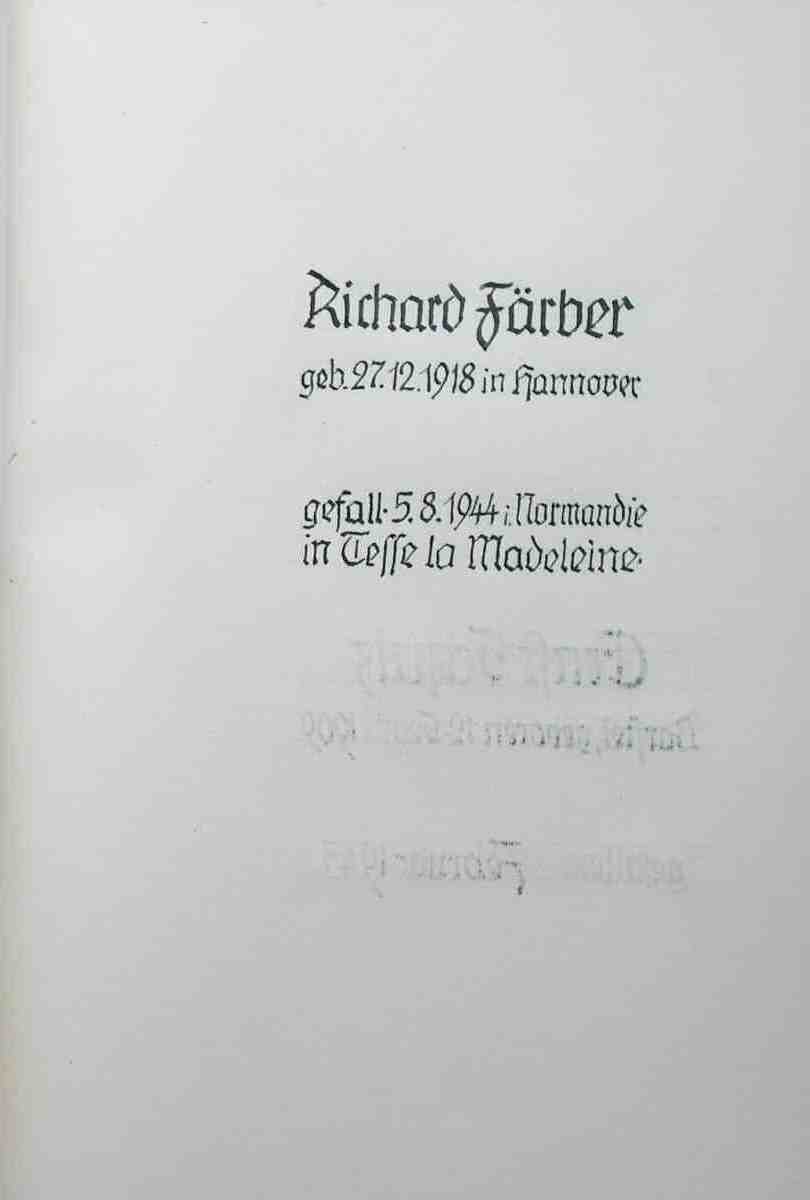 Richard Färber
geb. 27.12.1918 in Hannover
gefall. 5.8.1944 i. Normandie
in Tesse la Madeleine.